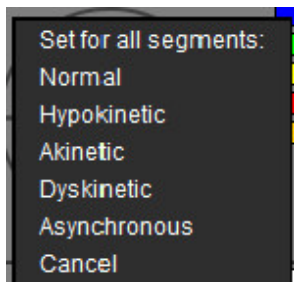 Set for all segments:
Normal
Hypokinetic
Akinetic
Dyskinetic
Asynchronous
Cancel